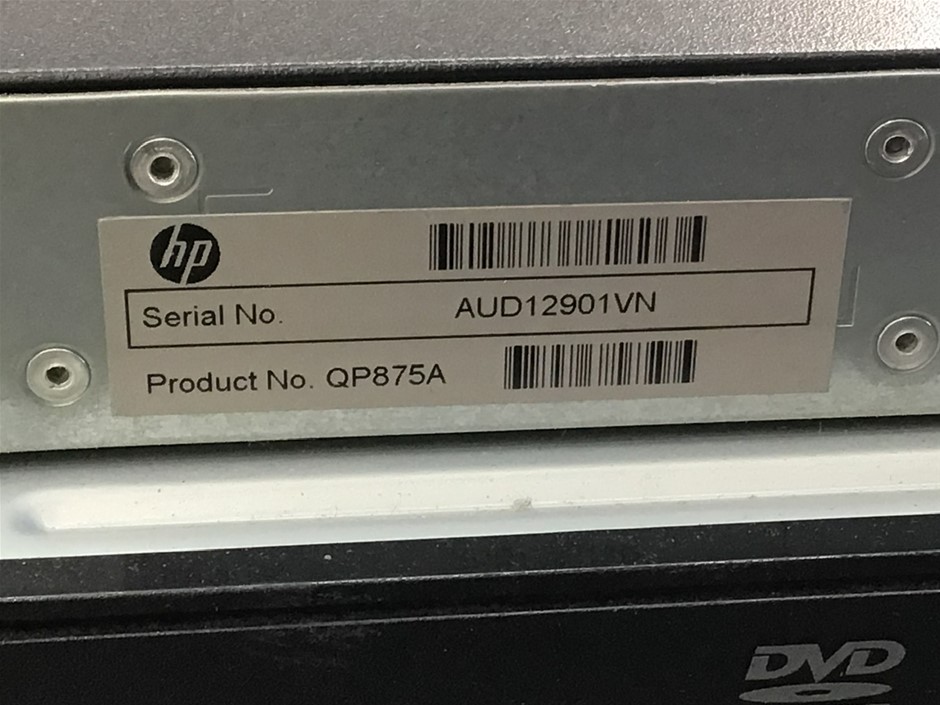 hp
Serial No. AUD12901VN
Product No. QP875A
DVD